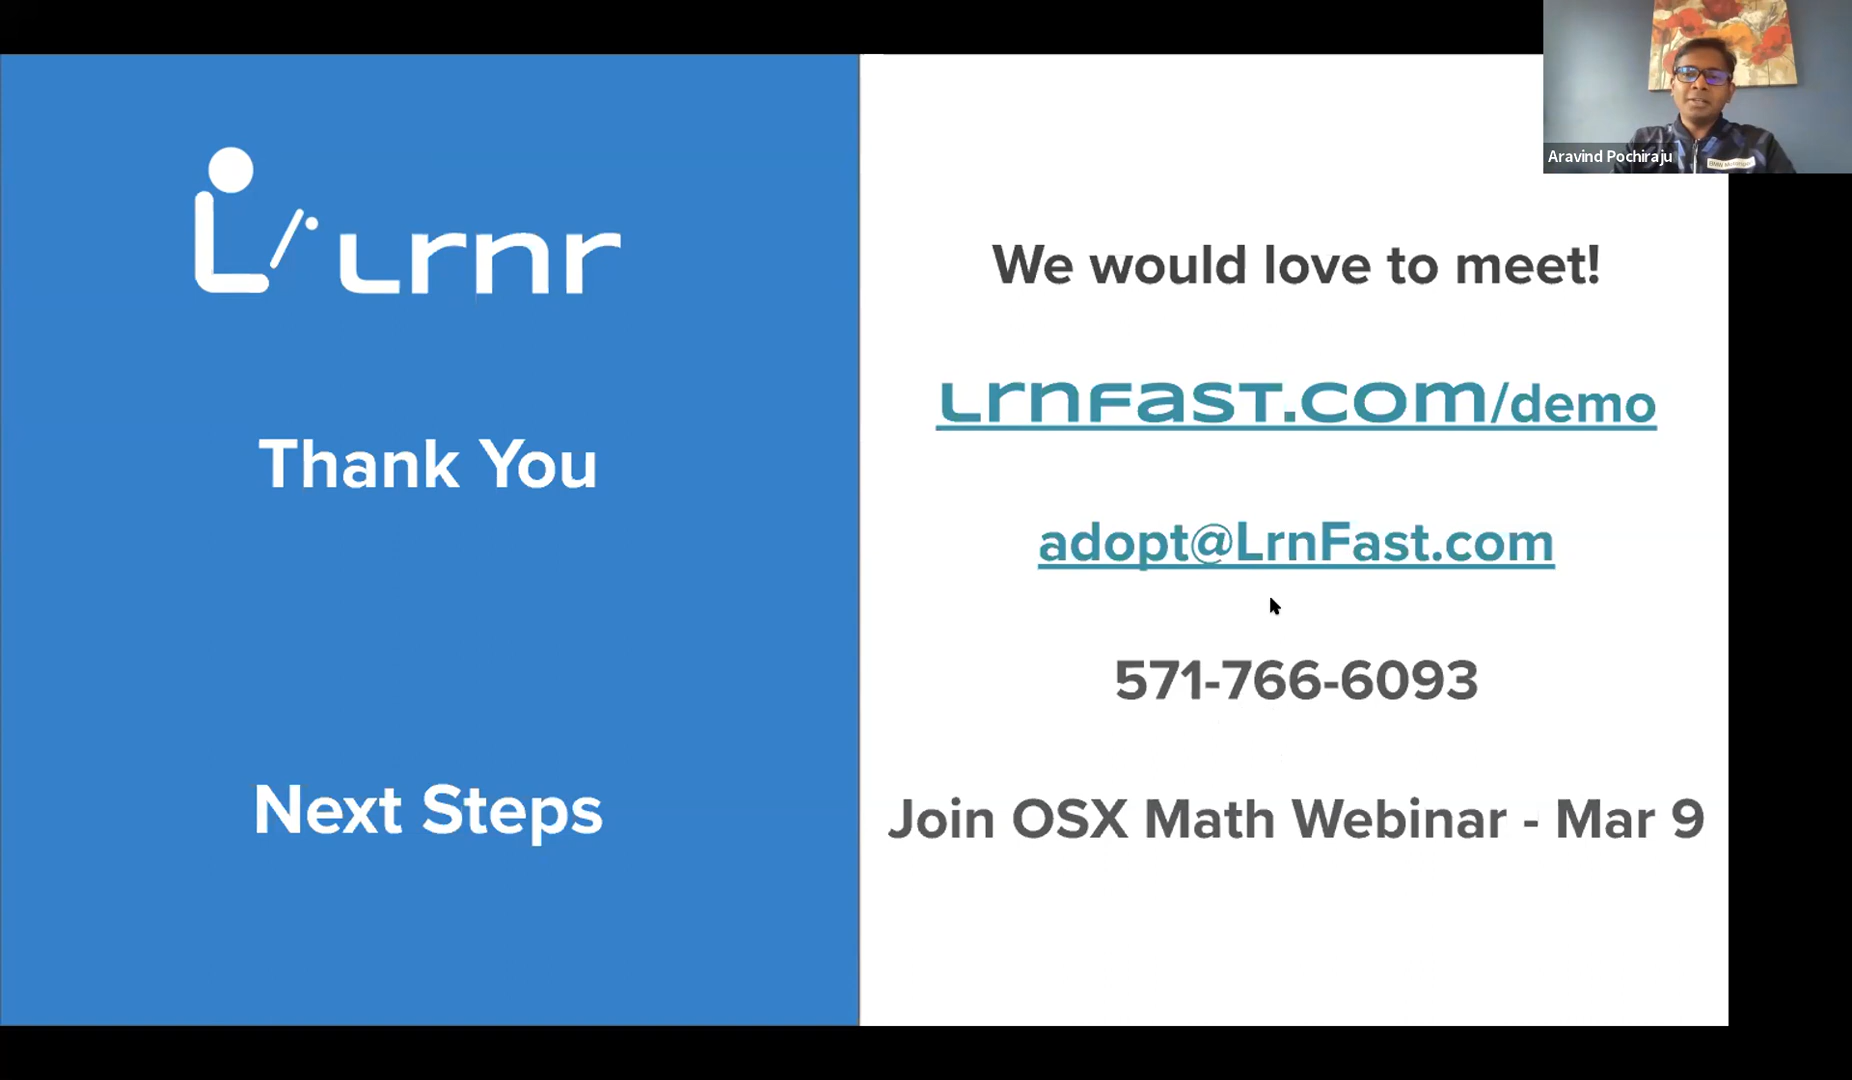 Aravind Pochiraju
Lrnr
Thank You
Next Steps
We would love to meet!
LrnFast.com/demo
adopt@LrnFast.com
571-766-6093
Join OSX Math Webinar - Mar 9